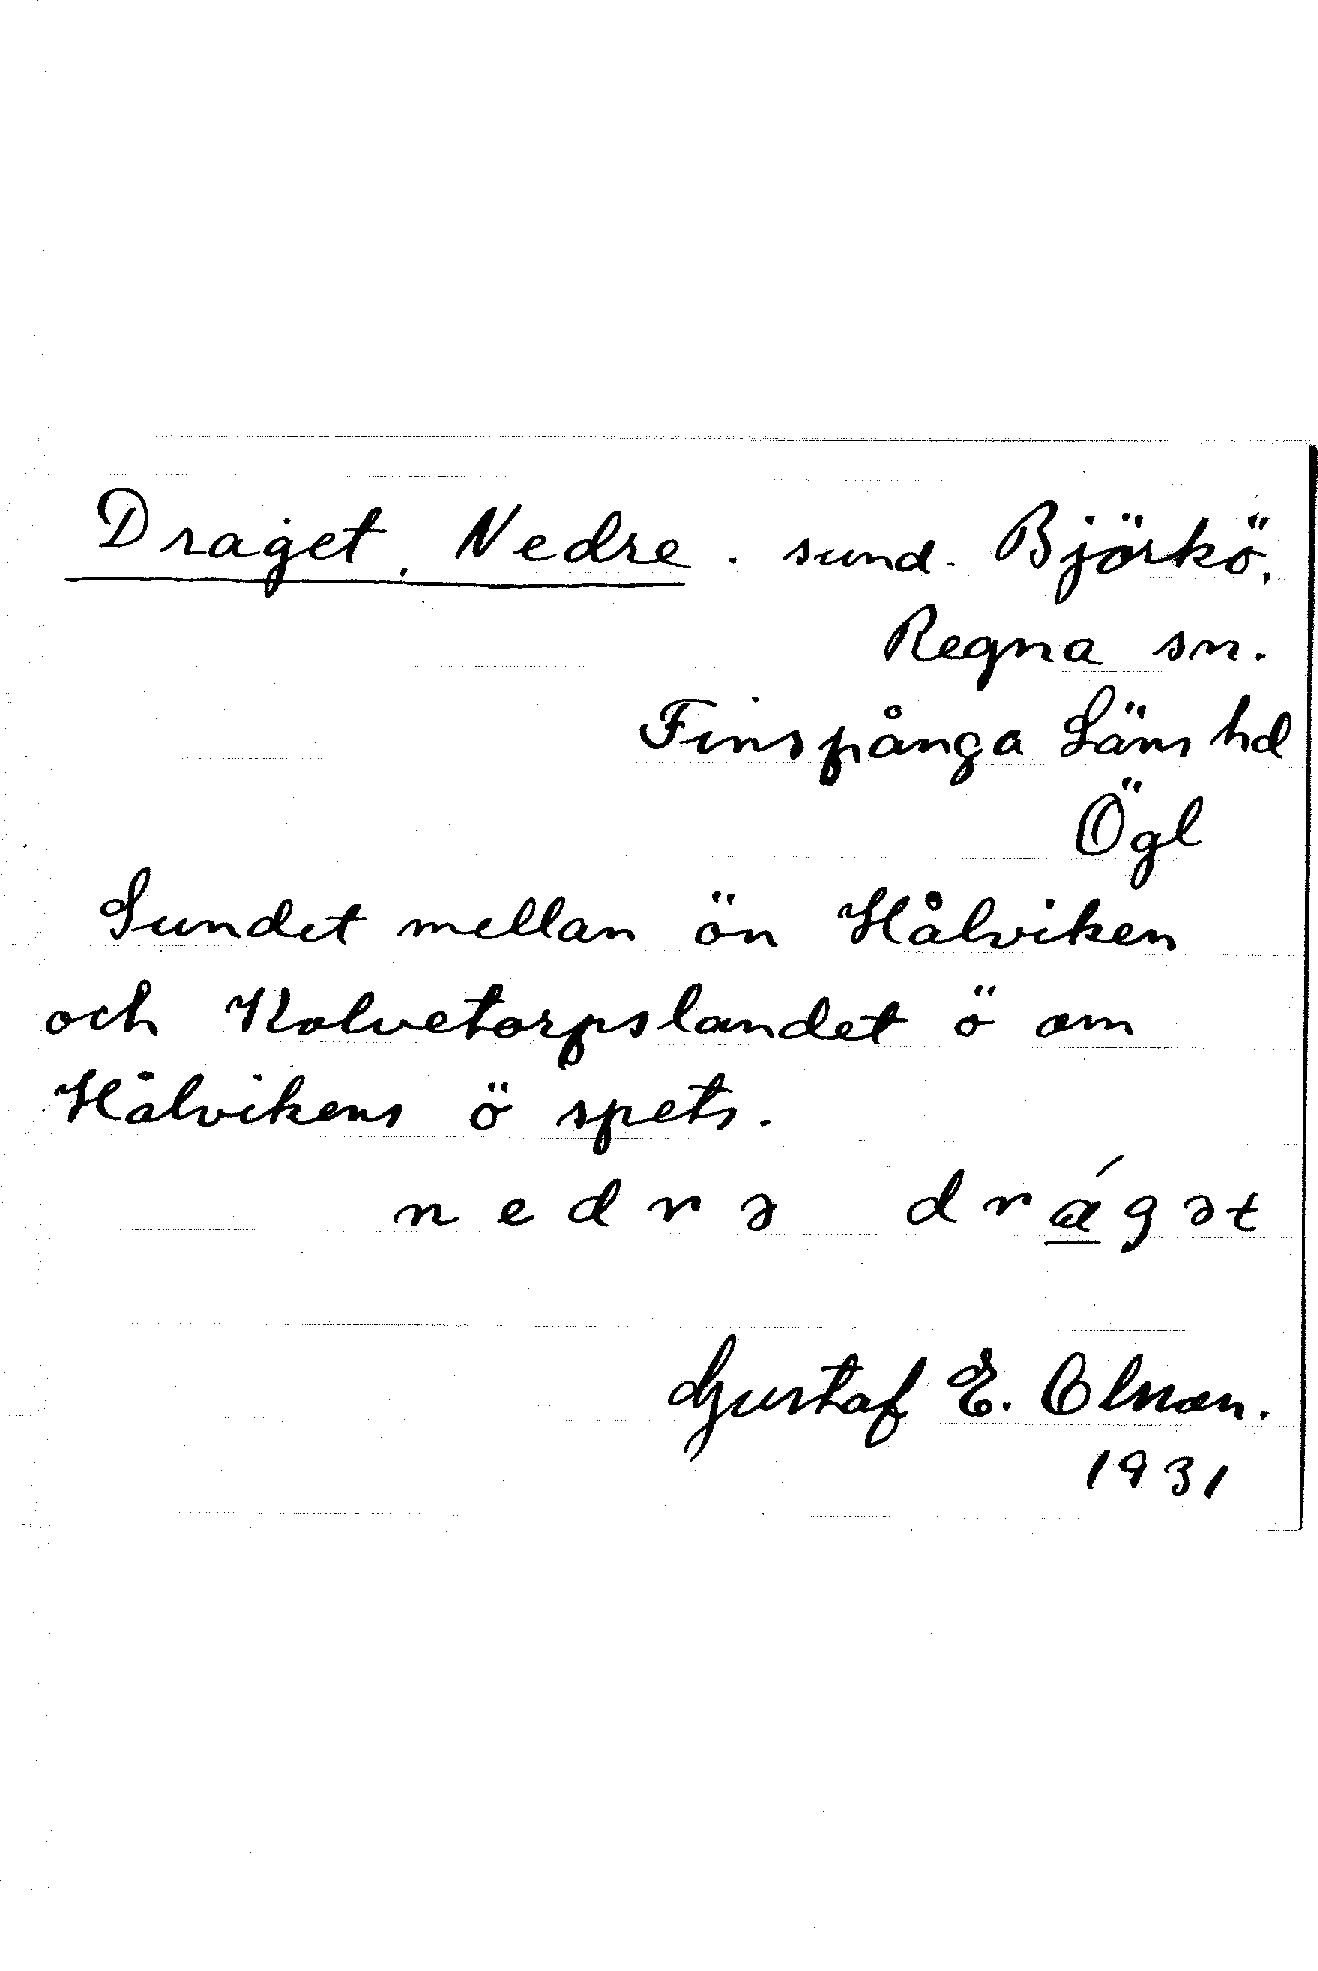 Draget, Nedre. sund. Björkö,
Regna sn.
Finspånga Läns hd
Ögl
Sundet mellan ön Hålviken
och Kolvetorpslandet ö om
Hålvikens ö spets.
nedrə drágət
Gustaf E. Olsson.
1931